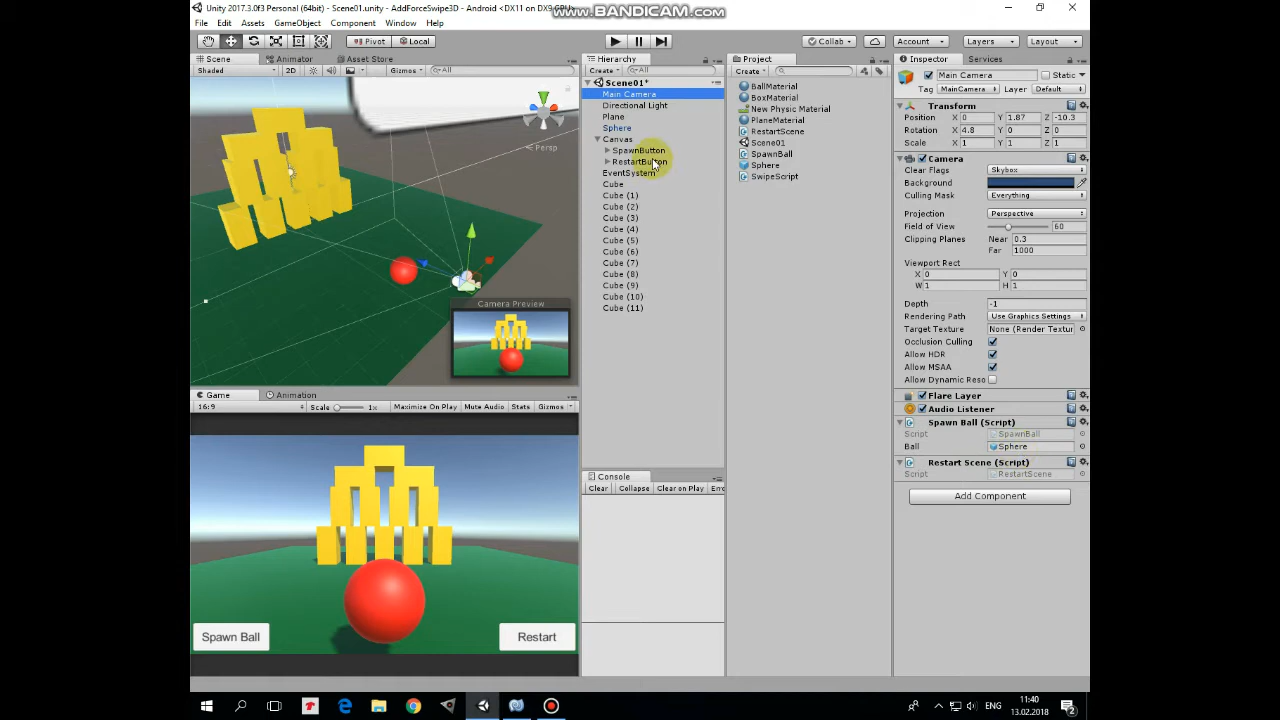 Unity 2017.3.0f3 Personal (64bit) - Scene01.unity - AddForceSwipe3D - Android <DX11 on DX9 GPU>
www.BANDICAM.com
File Edit Assets GameObject Component Window Help
Pivot Local Collab Account Layers Layout
Scene Animator Asset Store
Shaded 2D Gizmos All
Persp
Camera Preview
Game Animation
16:9 Scale 1x Maximize On Play Mute Audio Stats Gizmos
Spawn Ball Restart
Hierarchy
Create All
Scene01*
Main Camera
Directional Light
Plane
Sphere
Canvas
SpawnButton
RestartButton
EventSystem
Cube
Cube (1)
Cube (2)
Cube (3)
Cube (4)
Cube (5)
Cube (6)
Cube (7)
Cube (8)
Cube (9)
Cube (10)
Cube (11)
Console
Clear Collapse Clear on Play Erro
Project
Create
BallMaterial
BoxMaterial
New Physic Material
PlaneMaterial
RestartScene
Scene01
SpawnBall
Sphere
SwipeScript
Inspector Services
Main Camera Static
Tag MainCamera Layer Default
Transform
Position X 0 Y 1.87 Z -10.3
Rotation X 4.8 Y 0 Z 0
Scale X 1 Y 1 Z 1
Camera
Clear Flags Skybox
Background
Culling Mask Everything
Projection Perspective
Field of View 60
Clipping Planes Near 0.3
Far 1000
Viewport Rect
X 0 Y 0
W 1 H 1
Depth -1
Rendering Path Use Graphics Settings
Target Texture None (Render Textur
Occlusion Culling
Allow HDR
Allow MSAA
Allow Dynamic Reso
Flare Layer
Audio Listener
Spawn Ball (Script)
Script SpawnBall
Ball Sphere
Restart Scene (Script)
Script RestartScene
Add Component
ENG 11:40
13.02.2018
2